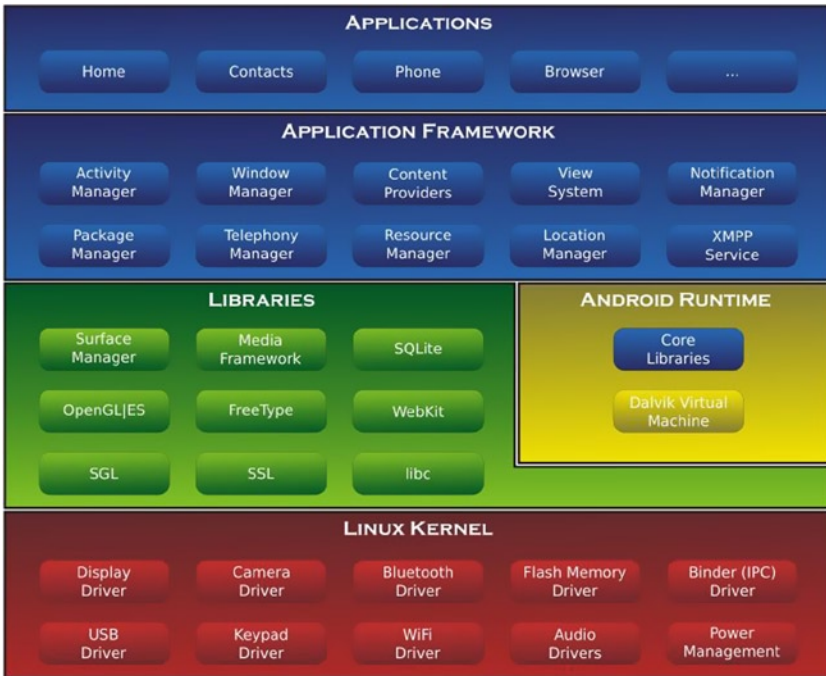 APPLICATIONS
Home
Contacts
Phone
Browser
...
APPLICATION FRAMEWORK
Activity
Manager
Window
Manager
Content
Providers
View
System
Notification
Manager
Package
Manager
Telephony
Manager
Resource
Manager
Location
Manager
XMPP
Service
LIBRARIES
Surface
Manager
Media
Framework
SQLite
OpenGL|ES
FreeType
WebKit
SGL
SSL
libc
ANDROID RUNTIME
Core
Libraries
Dalvik Virtual
Machine
LINUX KERNEL
Display
Driver
Camera
Driver
Bluetooth
Driver
Flash Memory
Driver
Binder (IPC)
Driver
USB
Driver
Keypad
Driver
WiFi
Driver
Audio
Drivers
Power
Management